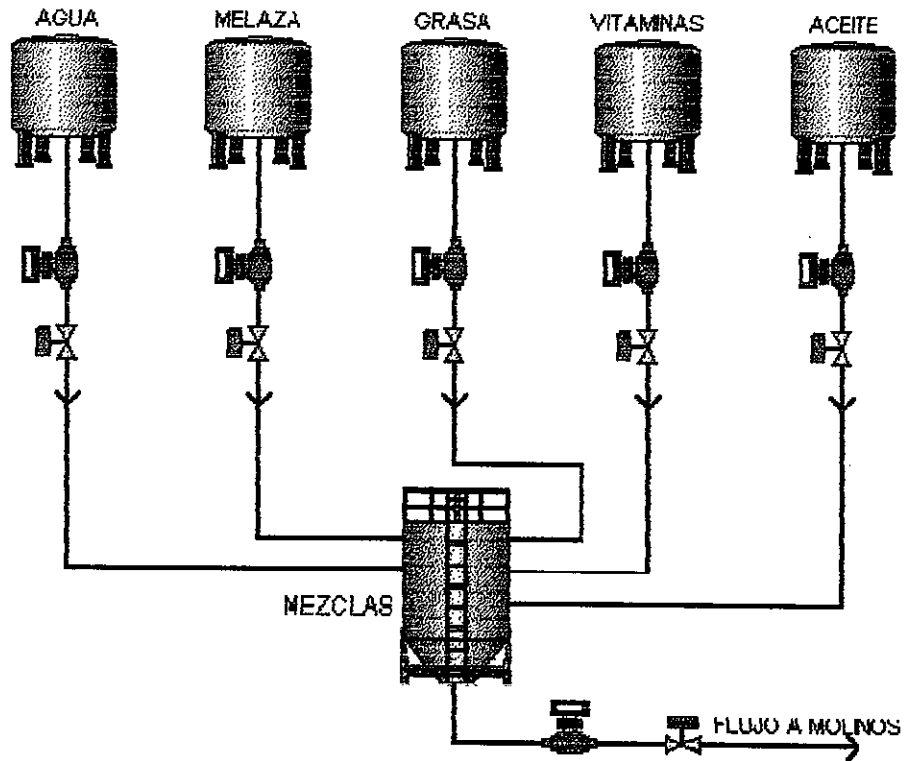 AGUA
MELAZA
GRASA
VITAMINAS
ACEITE
MEZCLAS
FLUJO A MOLINOS